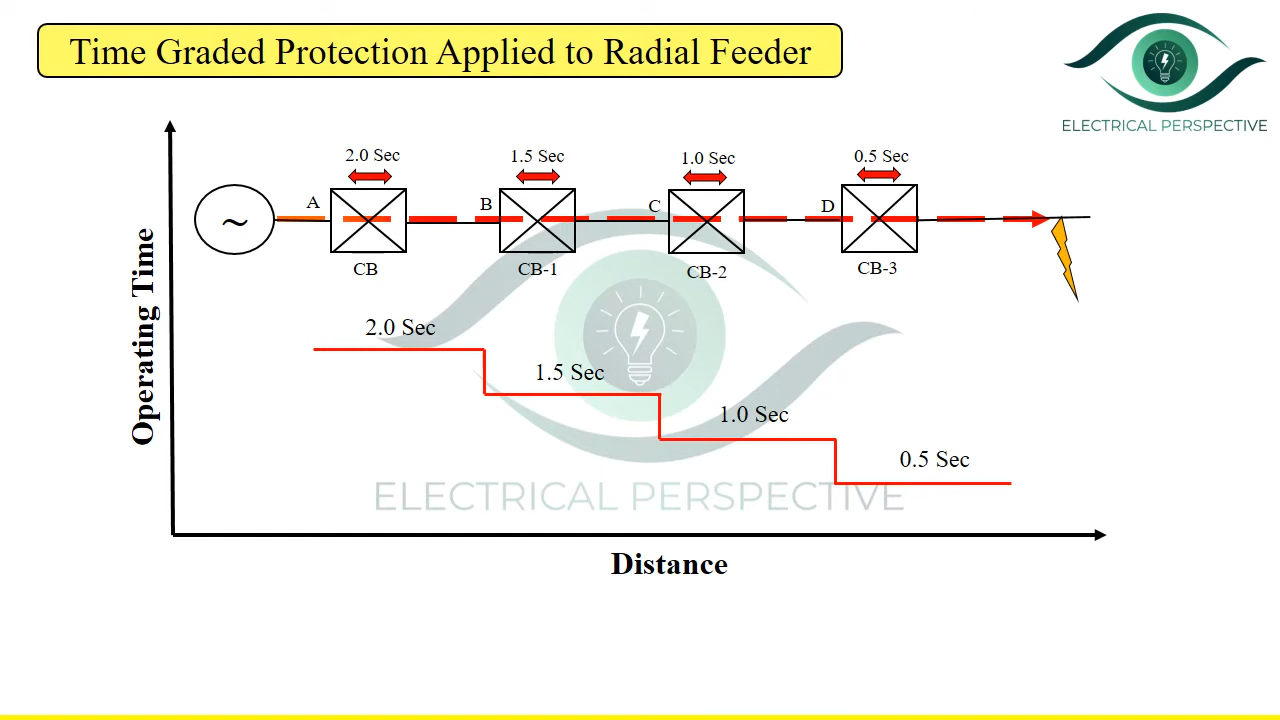 Time Graded Protection Applied to Radial Feeder
ELECTRICAL PERSPECTIVE
2.0 Sec
1.5 Sec
1.0 Sec
0.5 Sec
A
B
C
D
~
CB
CB-1
CB-2
CB-3
Operating Time
2.0 Sec
1.5 Sec
1.0 Sec
0.5 Sec
ELECTRICAL PERSPECTIVE
Distance